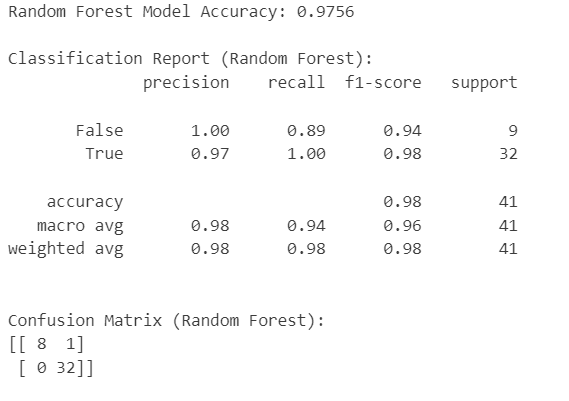 Random Forest Model Accuracy: 0.9756
Classification Report (Random Forest):
precision recall f1-score support
False 1.00 0.89 0.94 9
True 0.97 1.00 0.98 32
accuracy 0.98 41
macro avg 0.98 0.94 0.96 41
weighted avg 0.98 0.98 0.98 41
Confusion Matrix (Random Forest):
[[ 8 1]
[ 0 32]]